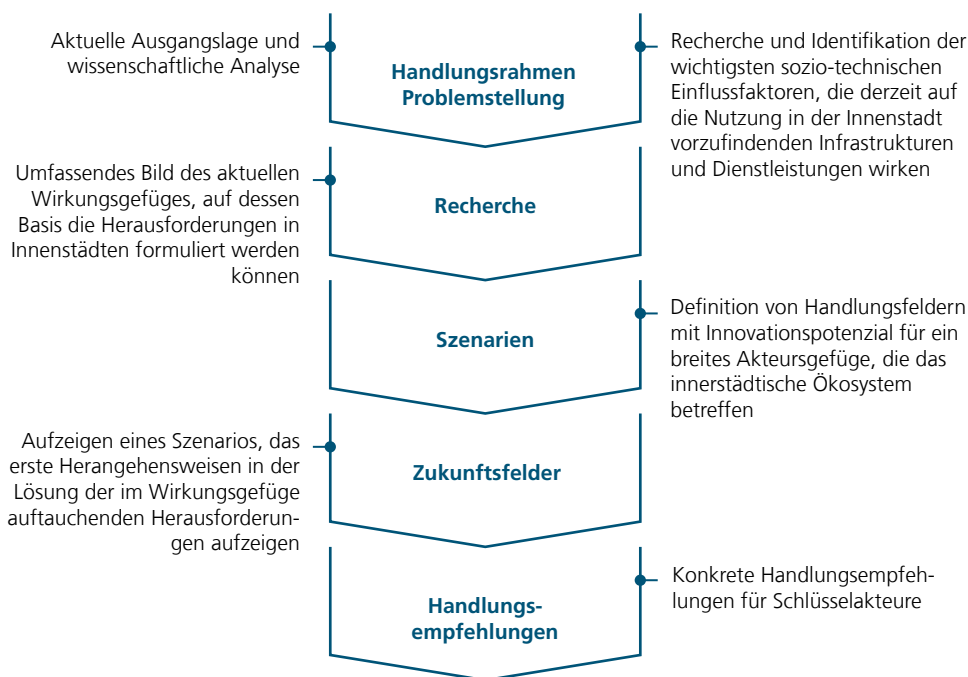 Aktuelle Ausgangslage und
wissenschaftliche Analyse
Handlungsrahmen
Problemstellung
Recherche und Identifikation der
wichtigsten sozio-technischen
Einflussfaktoren, die derzeit auf
die Nutzung in der Innenstadt
vorzufindenden Infrastrukturen
und Dienstleistungen wirken
Umfassendes Bild des aktuellen
Wirkungsgefüges, auf dessen
Basis die Herausforderungen in
Innenstädten formuliert werden
können
Recherche
Szenarien
Definition von Handlungsfeldern
mit Innovationspotenzial für ein
breites Akteursgefüge, die das
innerstädtische Ökosystem
betreffen
Aufzeigen eines Szenarios, das
erste Herangehensweisen in der
Lösung der im Wirkungsgefüge
auftauchenden Herausforderun-
gen aufzeigen
Zukunftsfelder
Handlungs-
empfehlungen
Konkrete Handlungsempfeh-
lungen für Schlüsselakteure